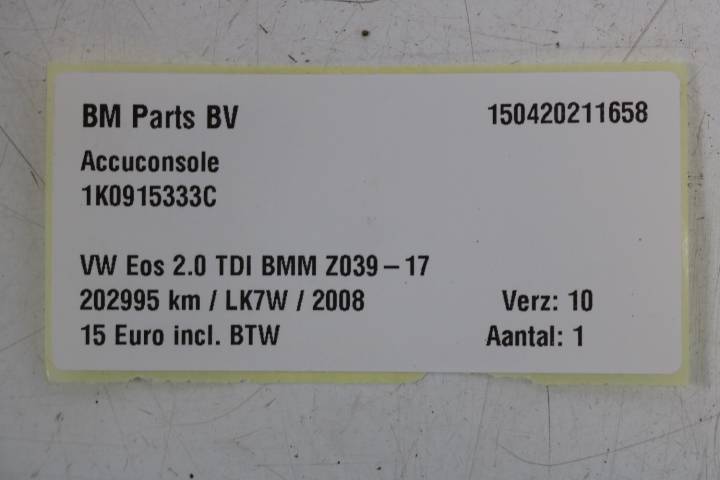 BM Parts BV 150420211658
Accuconsole
1K0915333C
VW Eos 2.0 TDI BMM Z039-17
202995 km / LK7W / 2008 Verz: 10
15 Euro incl. BTW Aantal: 1